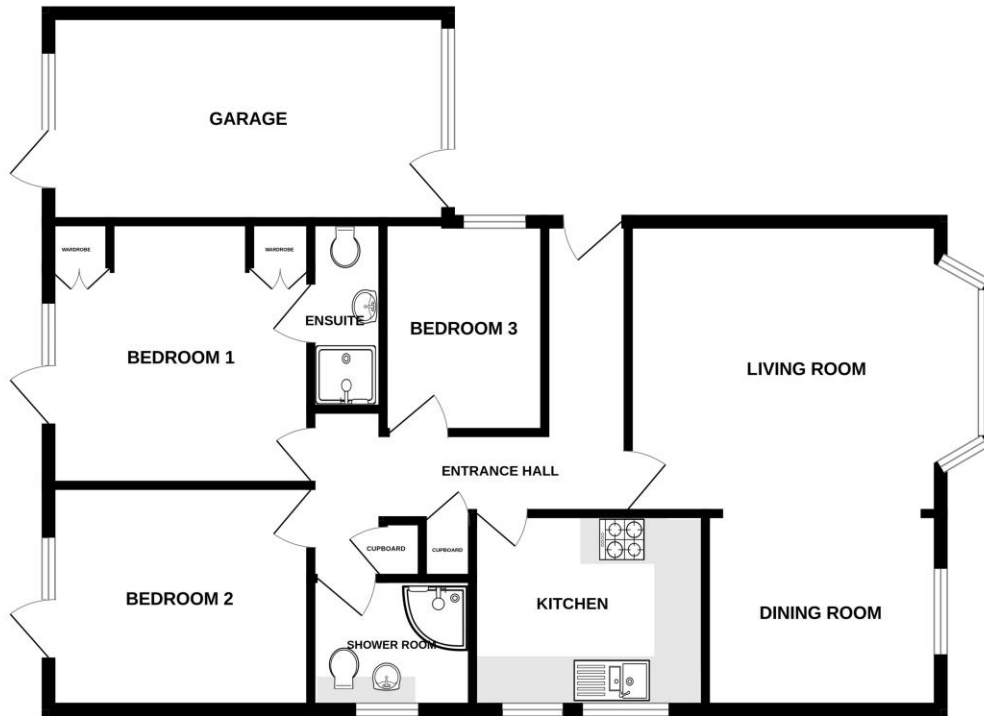 GARAGE
WARDROBE
WARDROBE
ENSUITE
BEDROOM 3
BEDROOM 1
LIVING ROOM
ENTRANCE HALL
CUPBOARD
CUPBOARD
BEDROOM 2
KITCHEN
DINING ROOM
SHOWER ROOM